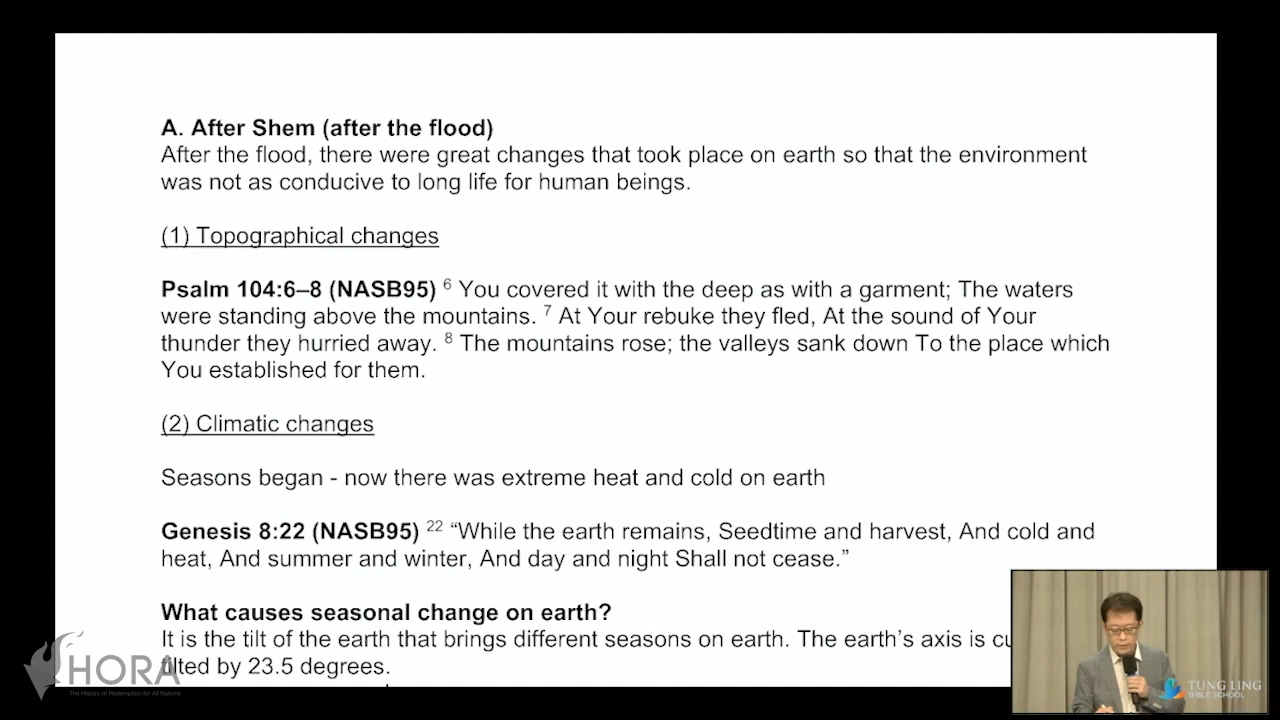 A. After Shem (after the flood)
After the flood, there were great changes that took place on earth so that the environment
was not as conducive to long life for human beings.
(1) Topographical changes
Psalm 104:6–8 (NASB95) 6 You covered it with the deep as with a garment; The waters
were standing above the mountains. 7 At Your rebuke they fled, At the sound of Your
thunder they hurried away. 8 The mountains rose; the valleys sank down To the place which
You established for them.
(2) Climatic changes
Seasons began - now there was extreme heat and cold on earth
Genesis 8:22 (NASB95) 22 “While the earth remains, Seedtime and harvest, And cold and
heat, And summer and winter, And day and night Shall not cease.”
What causes seasonal change on earth?
It is the tilt of the earth that brings different seasons on earth. The earth’s axis is cu
tilted by 23.5 degrees.
HORA
The History of Redemption for All Nations
TUNG LING
BIBLE SCHOOL